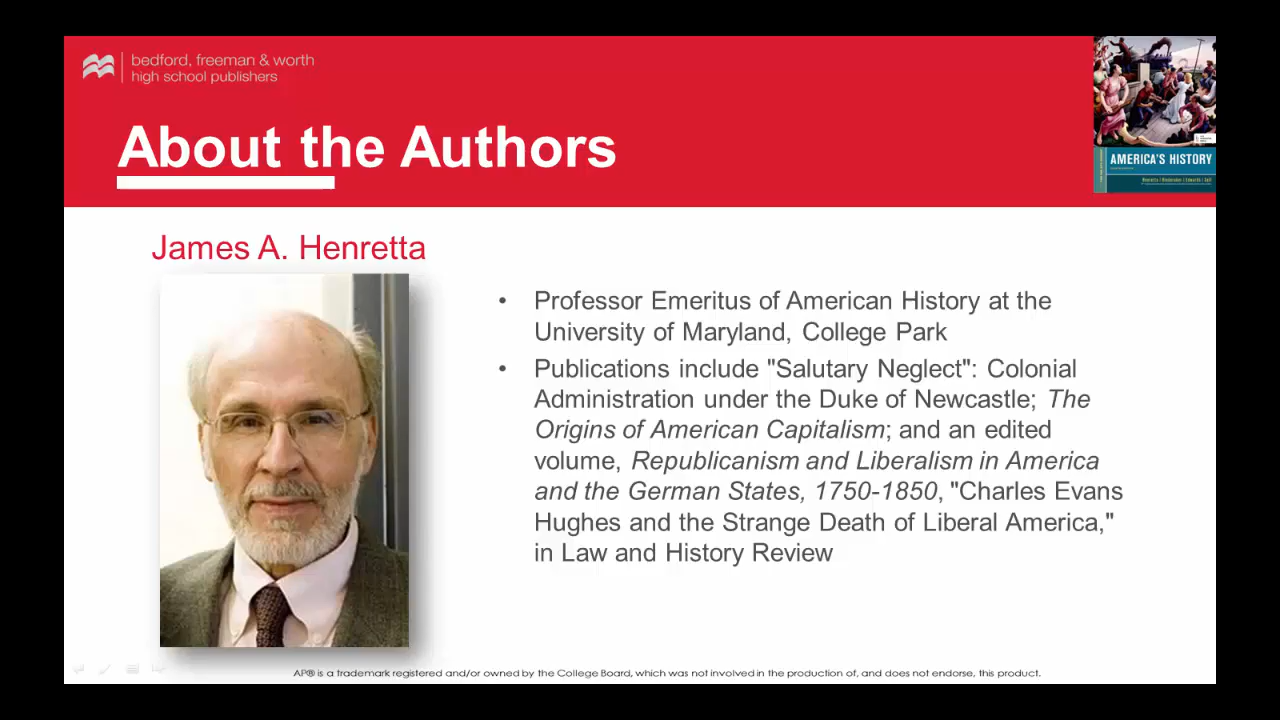 bedford, freeman & worth
high school publishers
About the Authors
AMERICA'S HISTORY
James A. Henretta
• Professor Emeritus of American History at the
University of Maryland, College Park
• Publications include "Salutary Neglect": Colonial
Administration under the Duke of Newcastle; The
Origins of American Capitalism; and an edited
volume, Republicanism and Liberalism in America
and the German States, 1750-1850, "Charles Evans
Hughes and the Strange Death of Liberal America,"
in Law and History Review
AP® is a trademark registered and/or owned by the College Board, which was not involved in the production of, and does not endorse, this product.